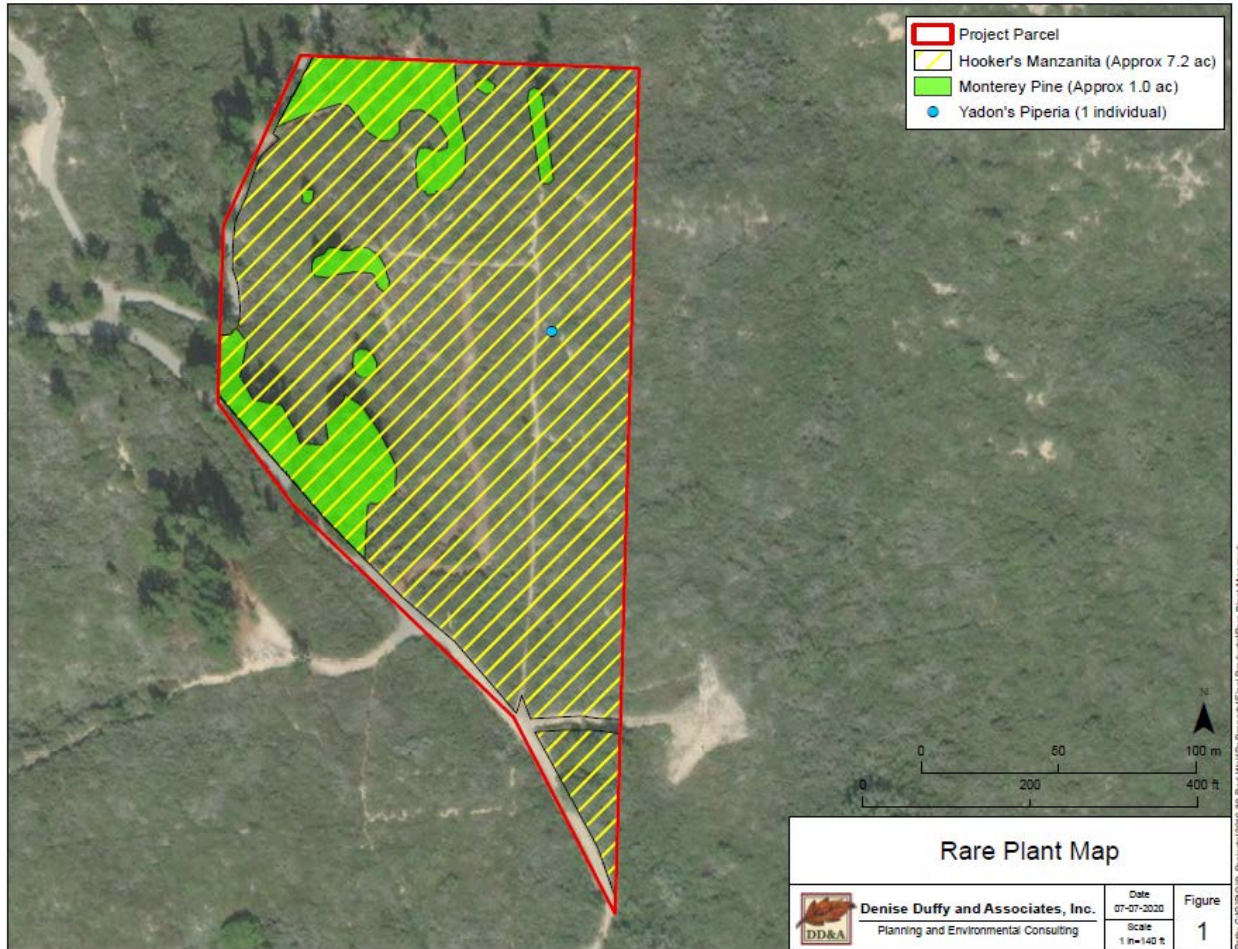 Project Parcel
Hooker's Manzanita (Approx 7.2 ac)
Monterey Pine (Approx 1.0 ac)
Yadon's Piperia (1 individual)
N
0 50 100 m
0 200 400 ft
Rare Plant Map
DD&A
Denise Duffy and Associates, Inc.
Planning and Environmental Consulting
Date
07-07-2020
Scale
1 in=140 ft
Figure
1